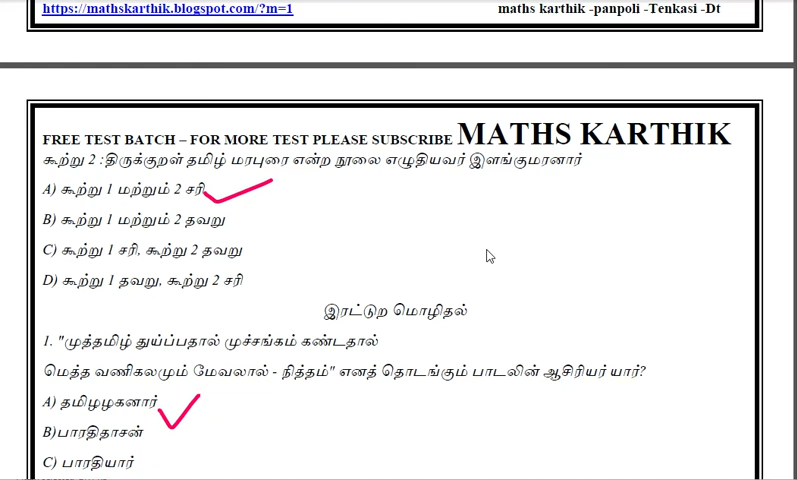 https://mathskarthik.blogspot.com/?m=1 maths karthik -panpoli -Tenkasi -Dt
FREE TEST BATCH – FOR MORE TEST PLEASE SUBSCRIBE MATHS KARTHIK
கூற்று 2 :திருக்குறள் தமிழ் மரபுரை என்ற நூலை எழுதியவர் இளங்குமரனார்
A) கூற்று 1 மற்றும் 2 சரி
B) கூற்று 1 மற்றும் 2 தவறு
C) கூற்று 1 சரி, கூற்று 2 தவறு
D) கூற்று 1 தவறு, கூற்று 2 சரி
இரட்டுற மொழிதல்
1. "முத்தமிழ் துய்ப்பதால் முச்சங்கம் கண்டதால்
மெத்த வணிகலமும் மேவலால் - நித்தம்" எனத் தொடங்கும் பாடலின் ஆசிரியர் யார்?
A) தமிழழகனார்
B)பாரதிதாசன்
C) பாரதியார்